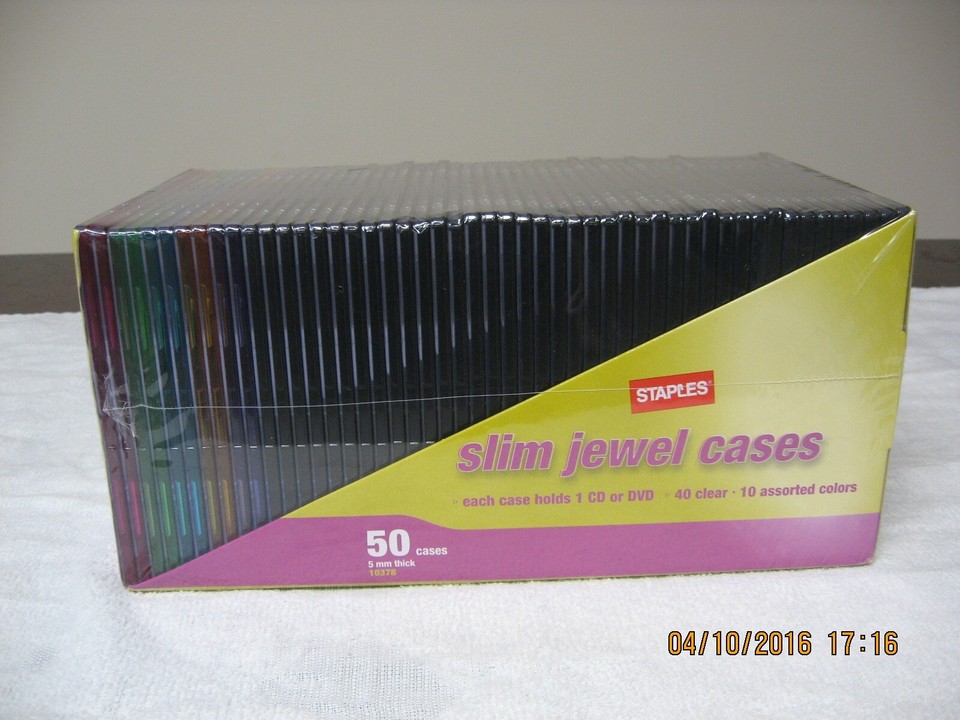 STAPLES
slim jewel cases
each case holds 1 CD or DVD 40 clear · 10 assorted colors
50 cases
5 mm thick
10378
04/10/2016 17:16